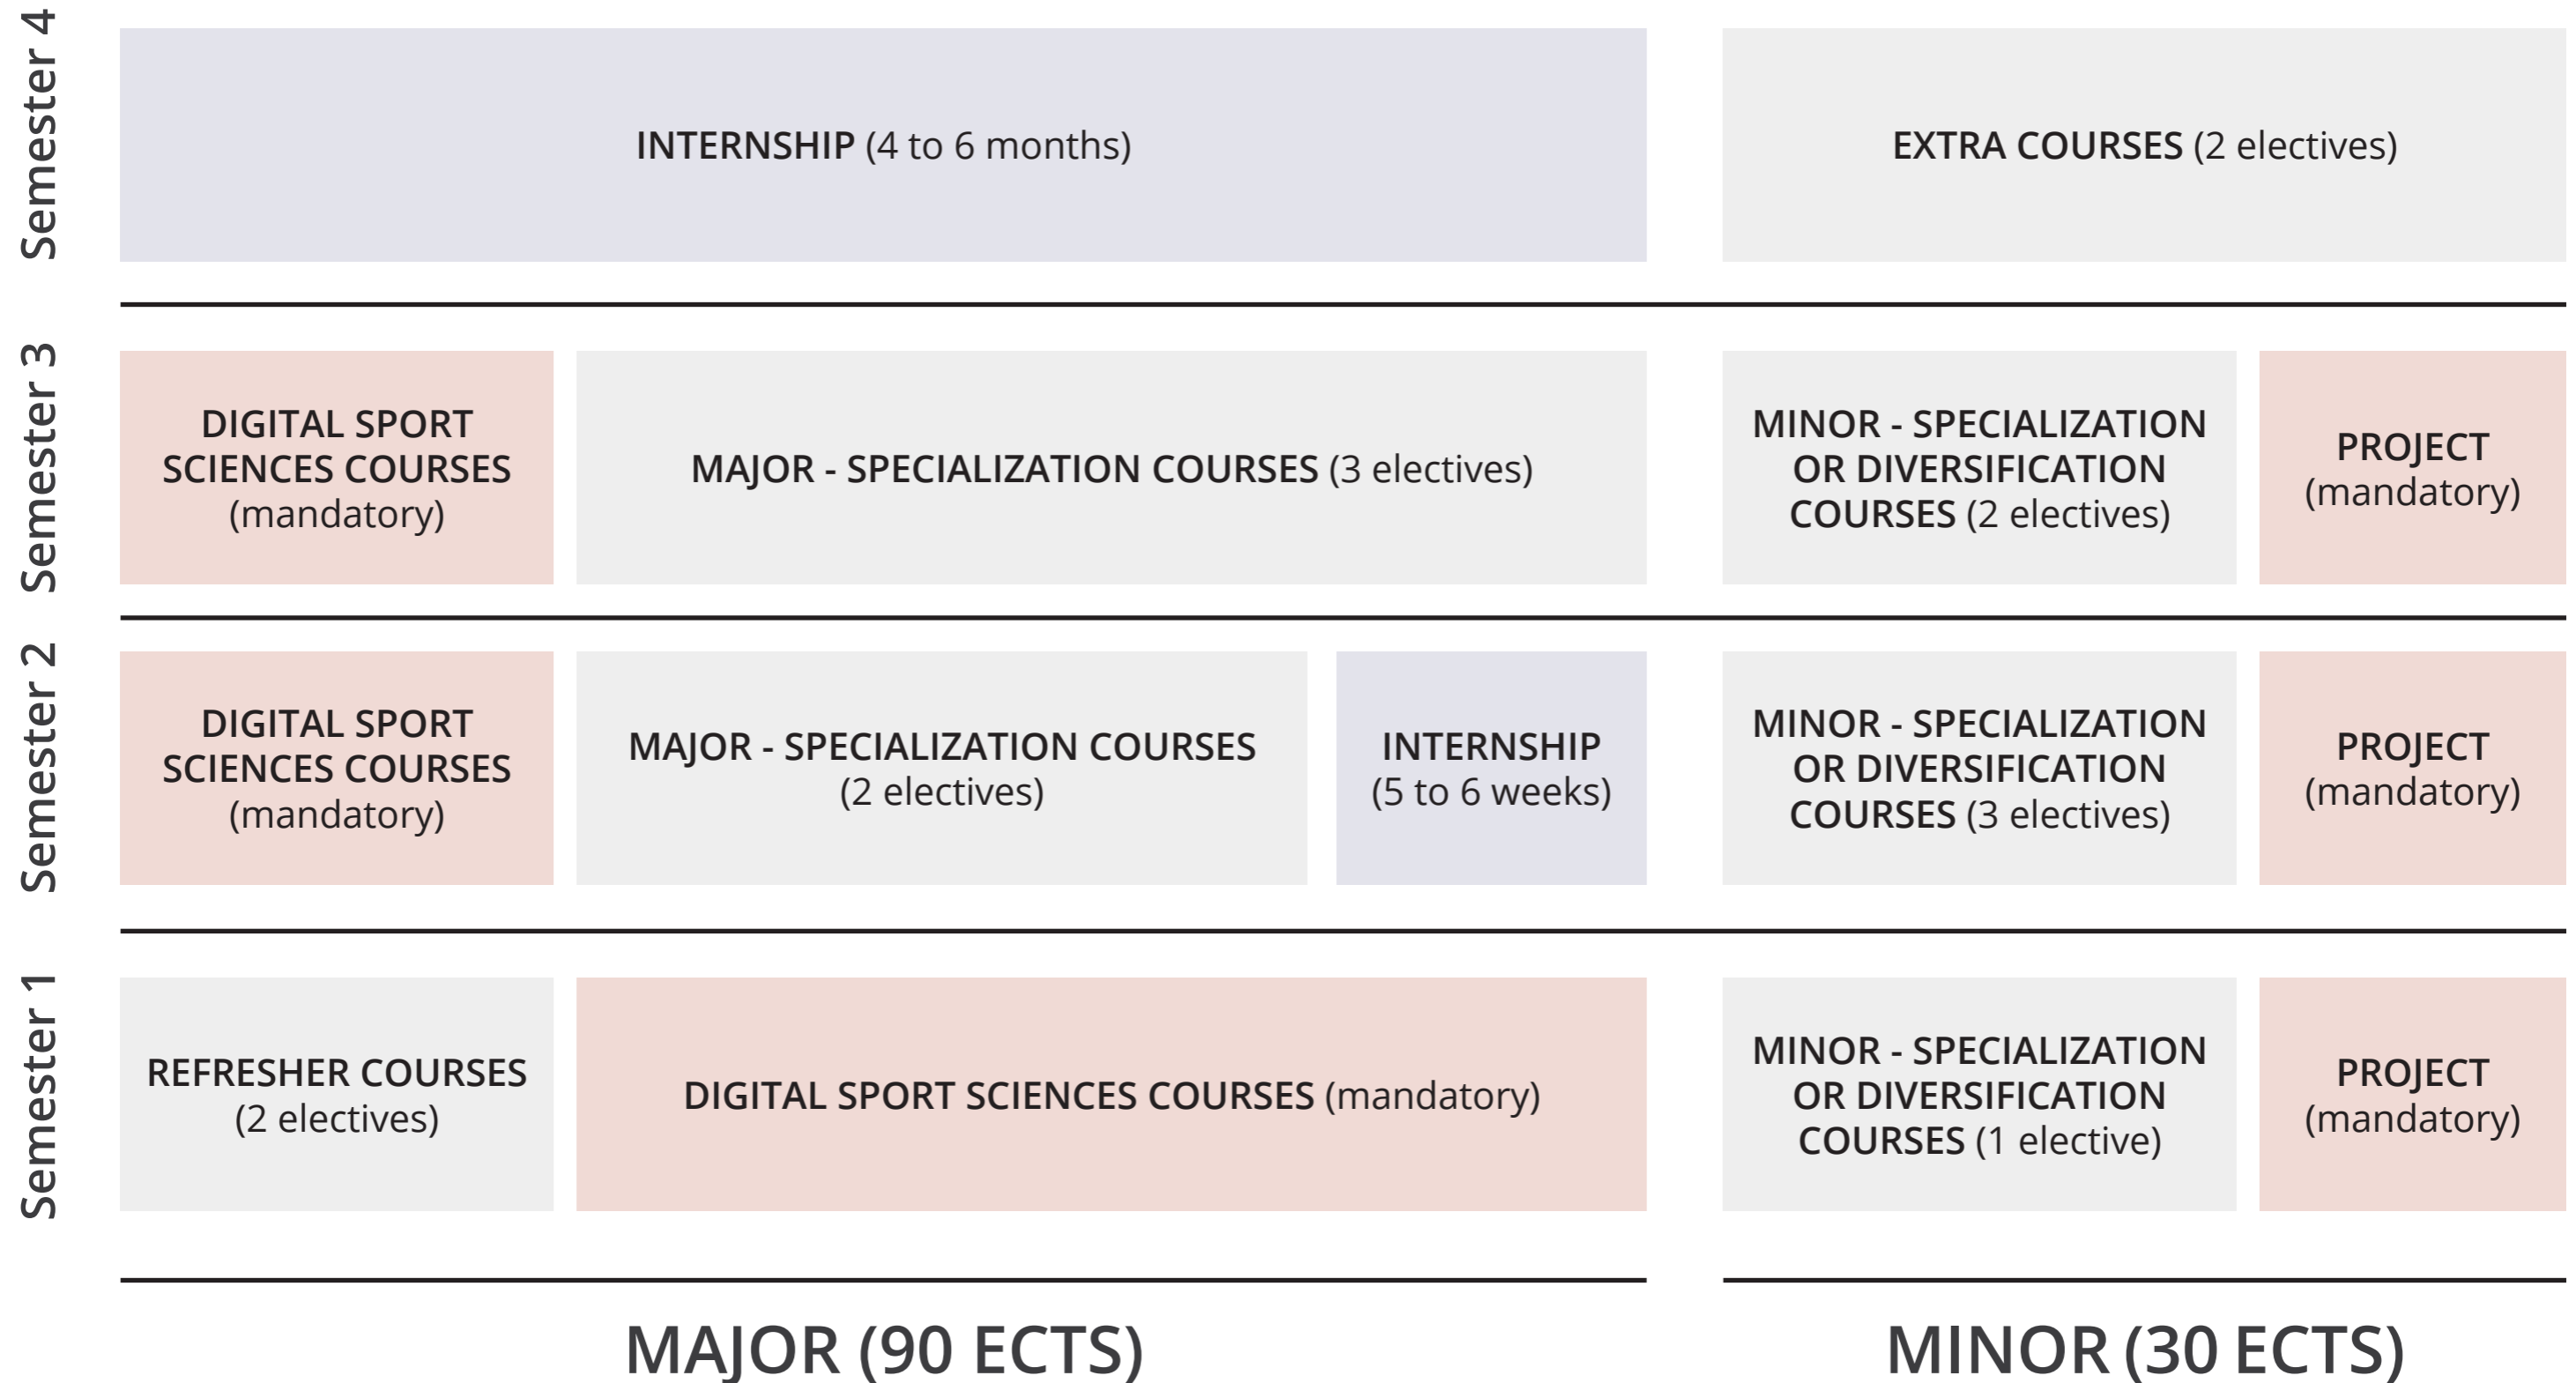 Semester 4
INTERNSHIP (4 to 6 months)
EXTRA COURSES (2 electives)
Semester 3
DIGITAL SPORT
SCIENCES COURSES
(mandatory)
MAJOR - SPECIALIZATION COURSES (3 electives)
MINOR - SPECIALIZATION
OR DIVERSIFICATION
COURSES (2 electives)
PROJECT
(mandatory)
Semester 2
DIGITAL SPORT
SCIENCES COURSES
(mandatory)
MAJOR - SPECIALIZATION COURSES
(2 electives)
INTERNSHIP
(5 to 6 weeks)
MINOR - SPECIALIZATION
OR DIVERSIFICATION
COURSES (3 electives)
PROJECT
(mandatory)
Semester 1
REFRESHER COURSES
(2 electives)
DIGITAL SPORT SCIENCES COURSES (mandatory)
MINOR - SPECIALIZATION
OR DIVERSIFICATION
COURSES (1 elective)
PROJECT
(mandatory)
MAJOR (90 ECTS)
MINOR (30 ECTS)